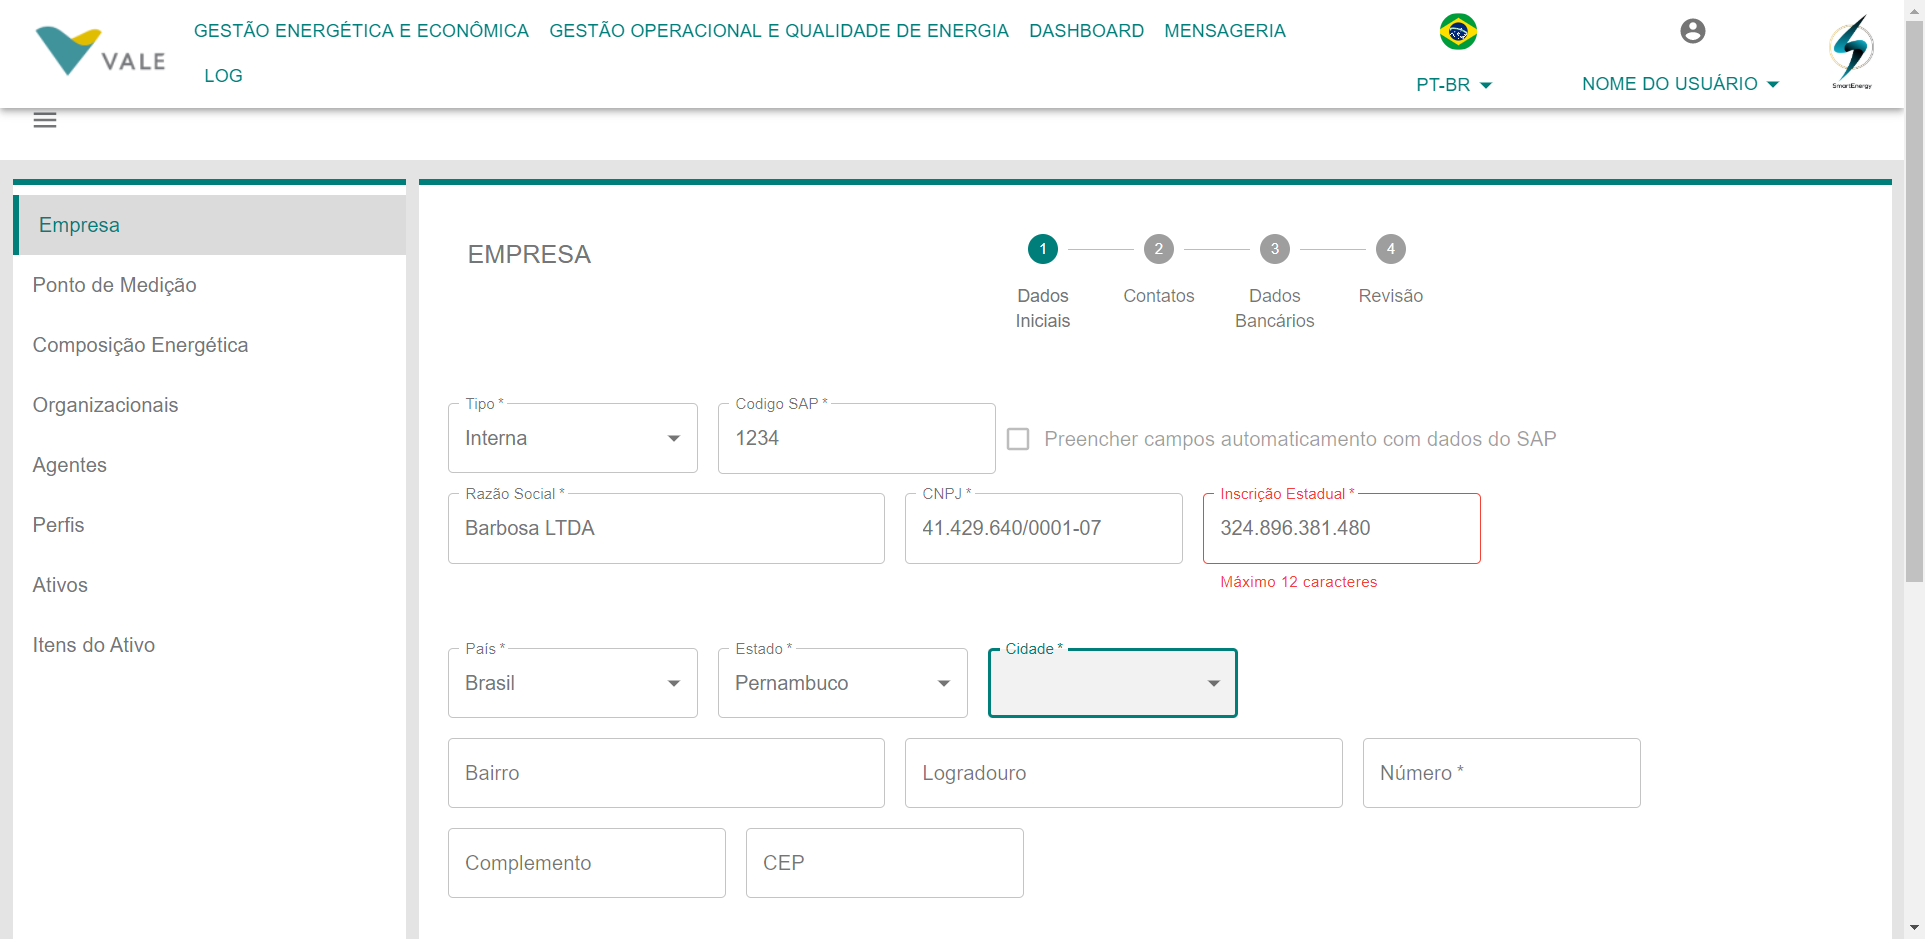 VALE
GESTÃO ENERGÉTICA E ECONÔMICA
GESTÃO OPERACIONAL E QUALIDADE DE ENERGIA
DASHBOARD
MENSAGERIA
LOG
PT-BR
NOME DO USUÁRIO
SmartEnergy
Empresa
Ponto de Medição
Composição Energética
Organizacionais
Agentes
Perfis
Ativos
Itens do Ativo
EMPRESA
1
2
3
4
Dados
Iniciais
Contatos
Dados
Bancários
Revisão
Tipo *
Interna
Codigo SAP *
1234
Preencher campos automaticamento com dados do SAP
Razão Social *
Barbosa LTDA
CNPJ *
41.429.640/0001-07
Inscrição Estadual *
324.896.381.480
Máximo 12 caracteres
País *
Brasil
Estado *
Pernambuco
Cidade *
Bairro
Logradouro
Número *
Complemento
CEP